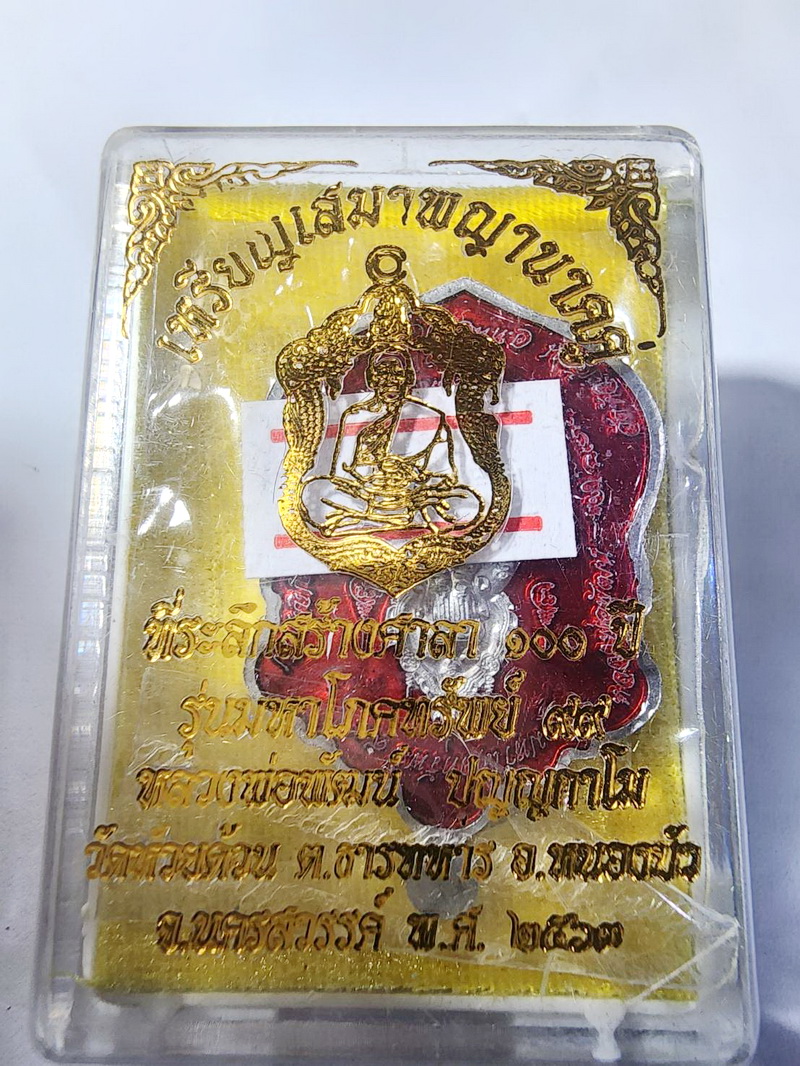 เหรียญเสมาพญานาคคู่
ที่ระลึกสร้างศาลา ๑๐๐ ปี
รุ่นมหาโภคทรัพย์ ๙๙
หลวงพ่อพัฒน์ ปุญญกาโม
วัดห้วยด้วน ต.ธารทหาร อ.หนองบัว
จ.นครสวรรค์ พ.ศ. ๒๕๖๓